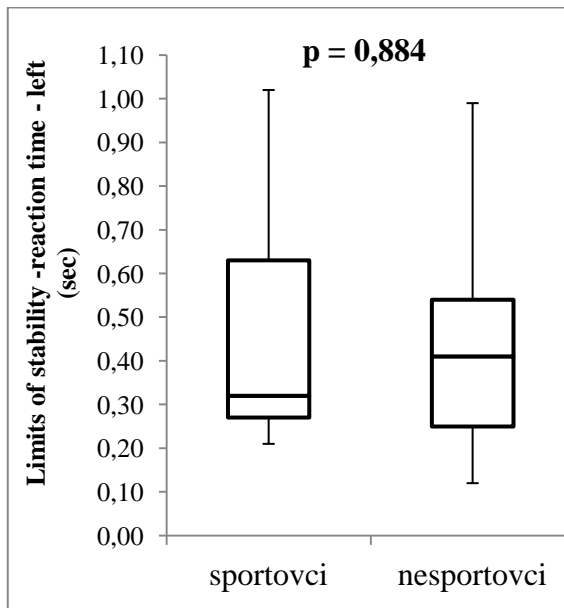 p = 0,884
Limits of stability -reaction time - left
(sec)
1,10
1,00
0,90
0,80
0,70
0,60
0,50
0,40
0,30
0,20
0,10
0,00
sportovci
nesportovci